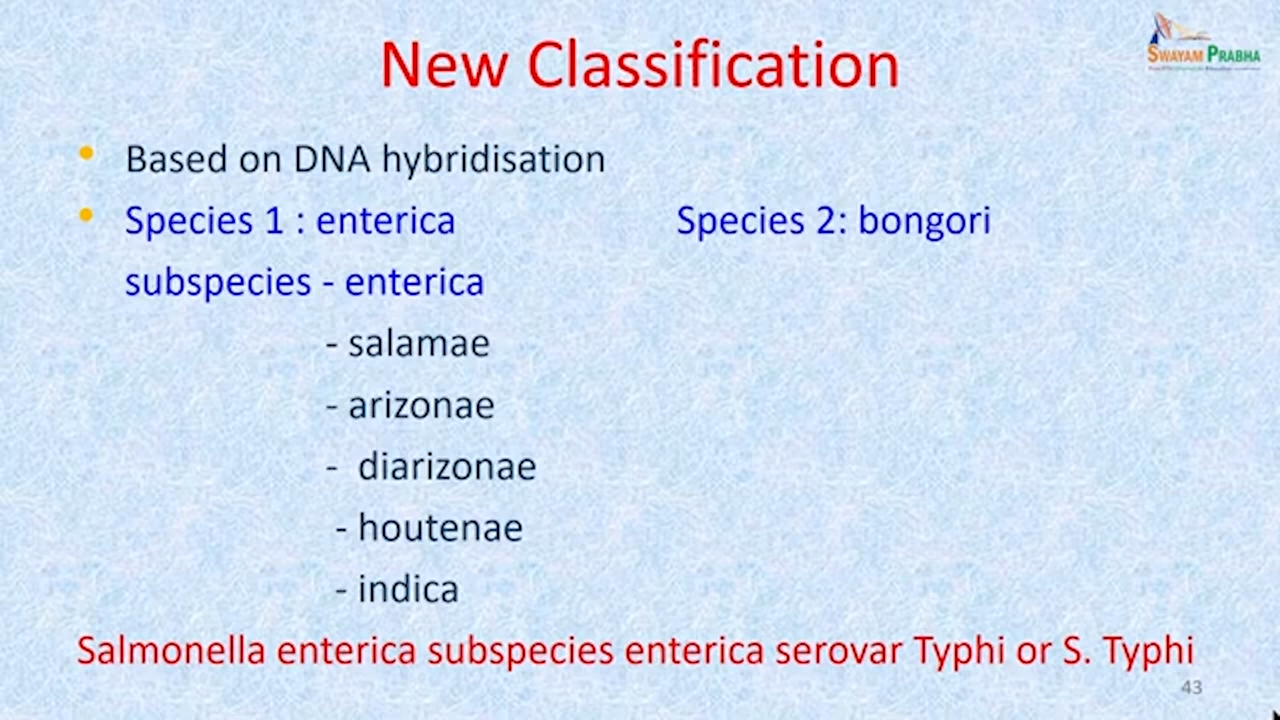 New Classification
SWAYAM PRABHA
• Based on DNA hybridisation
• Species 1 : enterica Species 2: bongori
subspecies - enterica
- salamae
- arizonae
- diarizonae
- houtenae
- indica
Salmonella enterica subspecies enterica serovar Typhi or S. Typhi
43